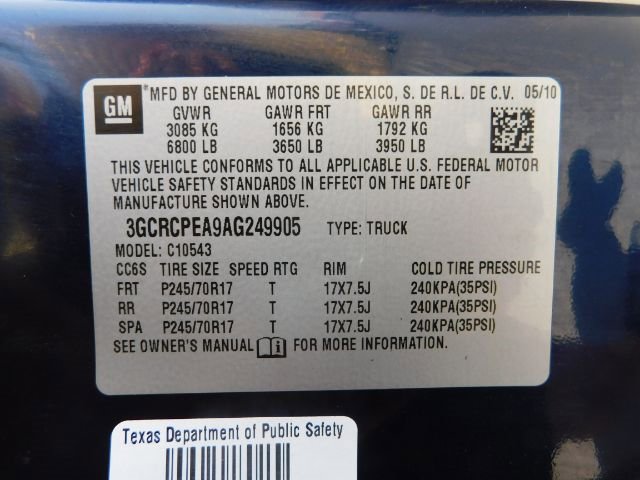 GM *MFD BY GENERAL MOTORS DE MEXICO, S. DE R.L. DE C.V. 05/10
GVWR GAWR FRT GAWR RR
3085 KG 1656 KG 1792 KG
6800 LB 3650 LB 3950 LB
THIS VEHICLE CONFORMS TO ALL APPLICABLE U.S. FEDERAL MOTOR
VEHICLE SAFETY STANDARDS IN EFFECT ON THE DATE OF
MANUFACTURE SHOWN ABOVE.
3GCRCPEA9AG249905 TYPE: TRUCK
MODEL: C10543
CC6S TIRE SIZE SPEED RTG RIM COLD TIRE PRESSURE
FRT P245/70R17 T 17X7.5J 240KPA(35PSI)
RR P245/70R17 T 17X7.5J 240KPA(35PSI)
SPA P245/70R17 T 17X7.5J 240KPA(35PSI)
SEE OWNER'S MANUAL FOR MORE INFORMATION.
Texas Department of Public Safety